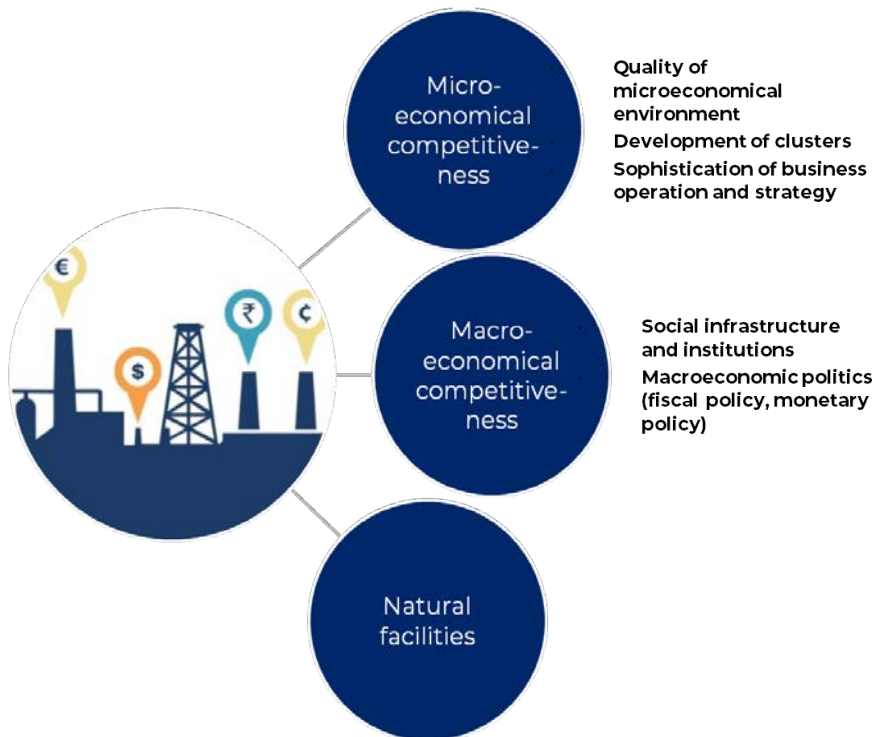 Micro-
economical
competitive-
ness
Quality of
microeconomical
environment
Development of clusters
Sophistication of business
operation and strategy
€
$
₹
¢
Macro-
economical
competitive-
ness
Social infrastructure
and institutions
Macroeconomic politics
(fiscal policy, monetary
policy)
Natural
facilities